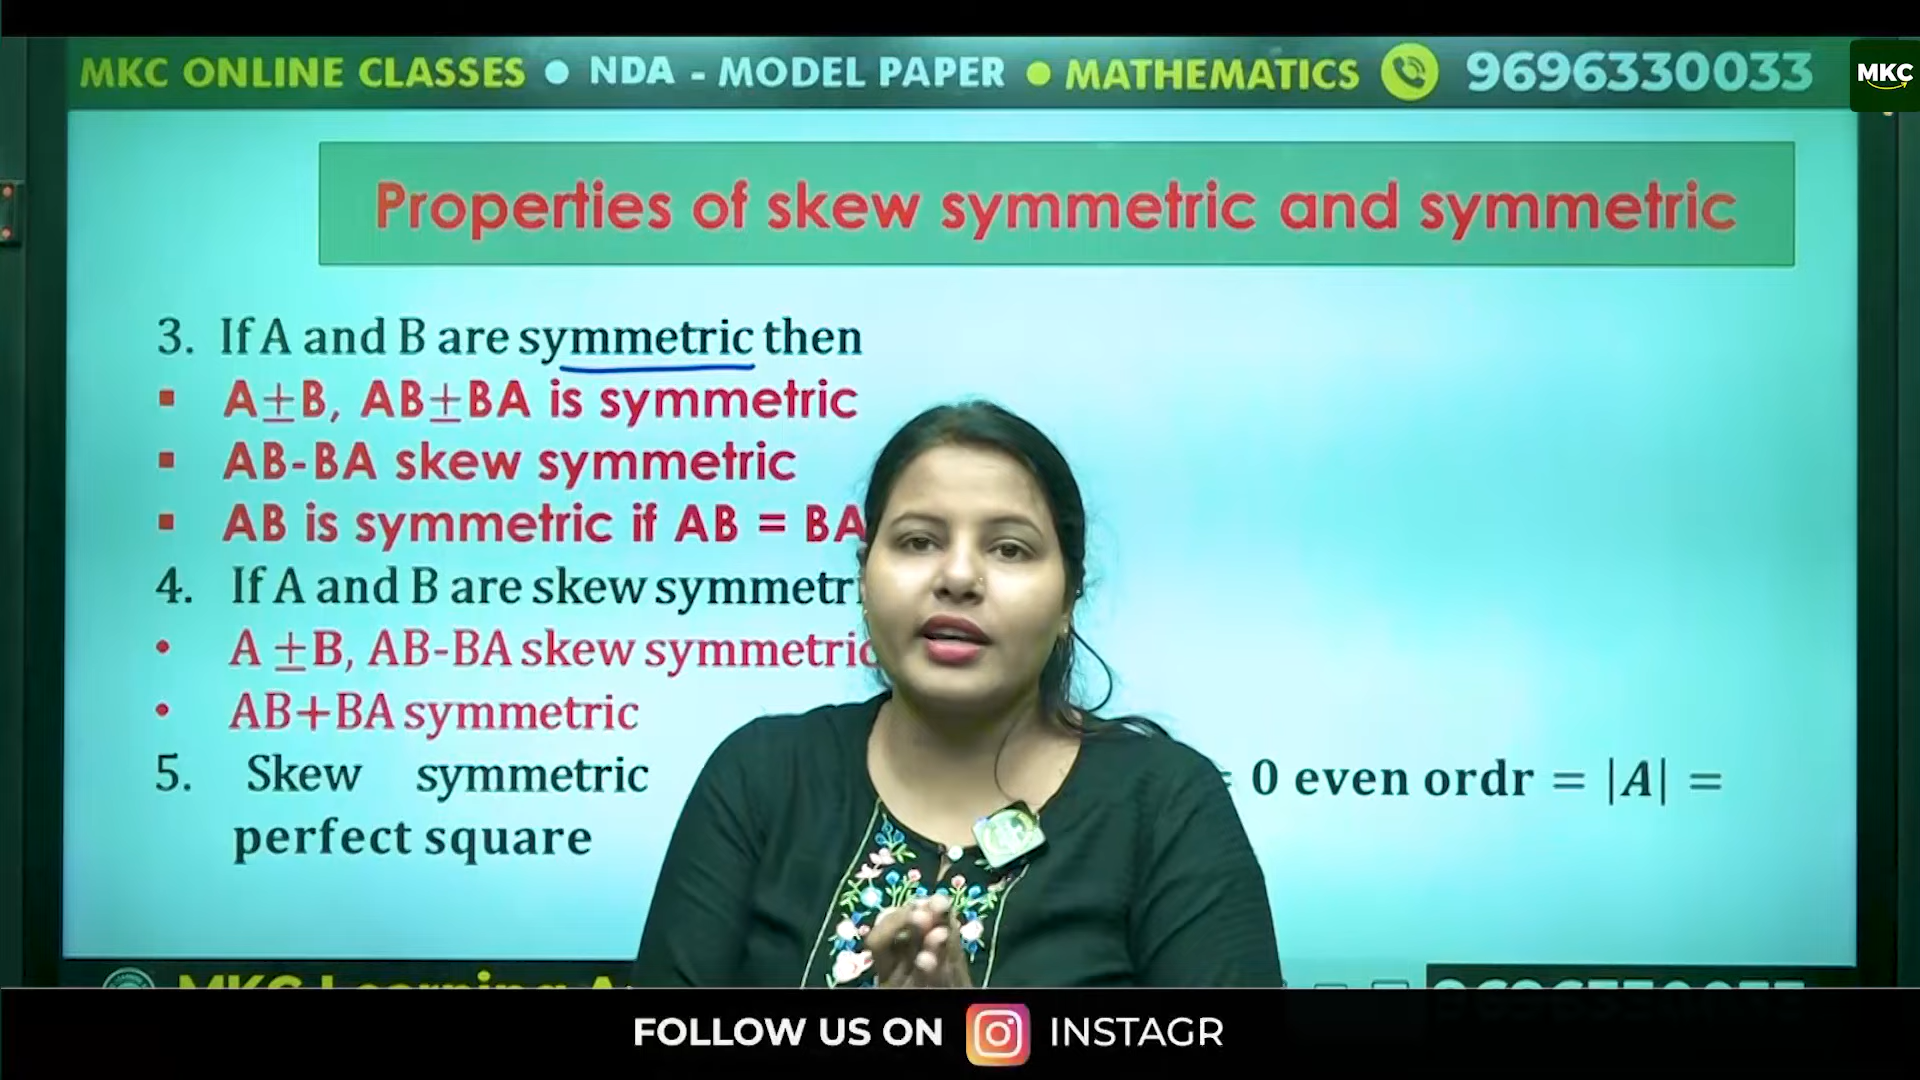 MKC ONLINE CLASSES ● NDA - MODEL PAPER ● MATHEMATICS 9696330033
MKC
Properties of skew symmetric and symmetric
3. If A and B are symmetric then
▪ A±B, AB±BA is symmetric
▪ AB-BA skew symmetric
▪ AB is symmetric if AB = BA
4. If A and B are skew
• A ±B, AB-BA skew symmetric
• AB+BA symmetric
5. Skew symmetric = 0 even ordr = |A| =
perfect square
FOLLOW US ON INSTAGR